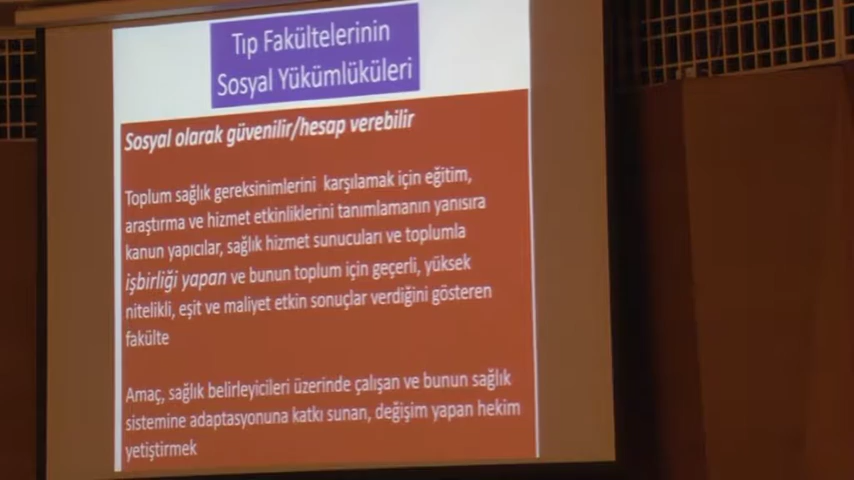 Tıp Fakültelerinin
Sosyal Yükümlüküleri
Sosyal olarak güvenilir/hesap verebilir
Toplum sağlık gereksinimlerini karşılamak için eğitim,
araştırma ve hizmet etkinliklerini tanımlamanın yanısıra
kanun yapıcılar, sağlık hizmet sunucuları ve toplumla
işbirliği yapan ve bunun toplum için geçerli, yüksek
nitelikli, eşit ve maliyet etkin sonuçlar verdiğini gösteren
fakülte
Amaç, sağlık belirleyicileri üzerinde çalışan ve bunun sağlık
sistemine adaptasyonuna katkı sunan, değişim yapan hekim
yetiştirmek